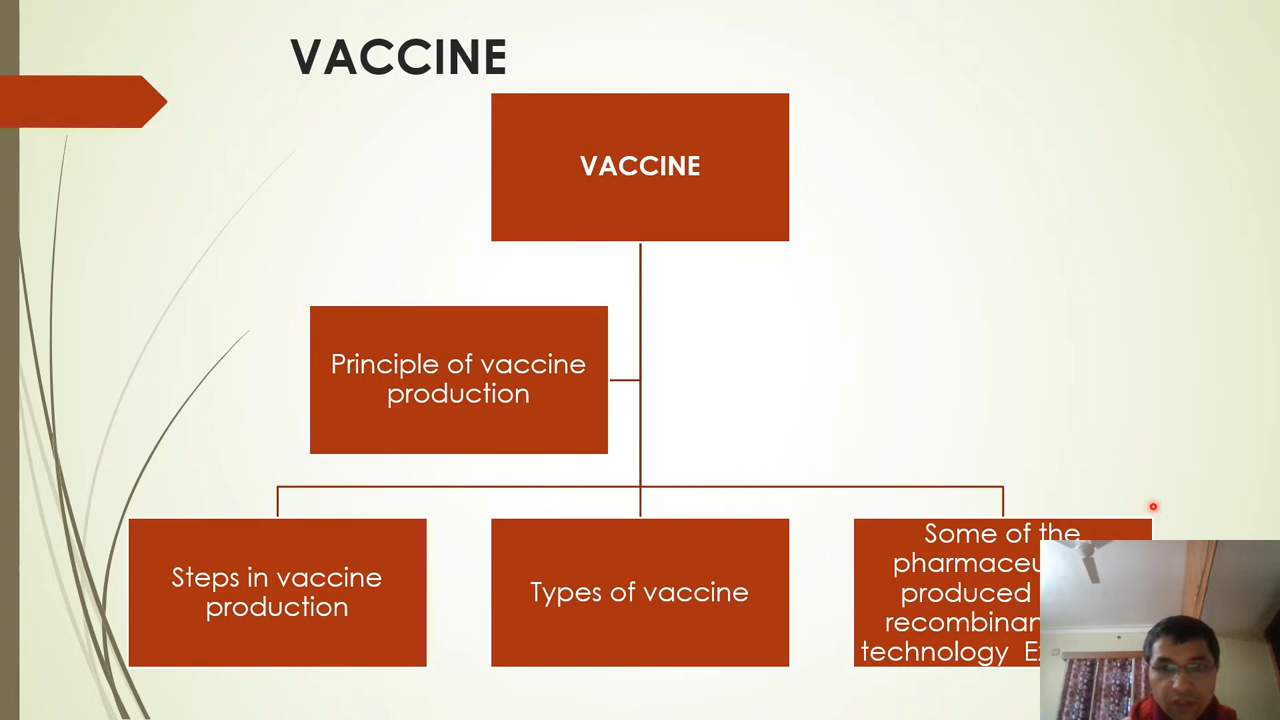 VACCINE
VACCINE
Principle of vaccine
production
Steps in vaccine
production
Types of vaccine
Some of the
produced
technology